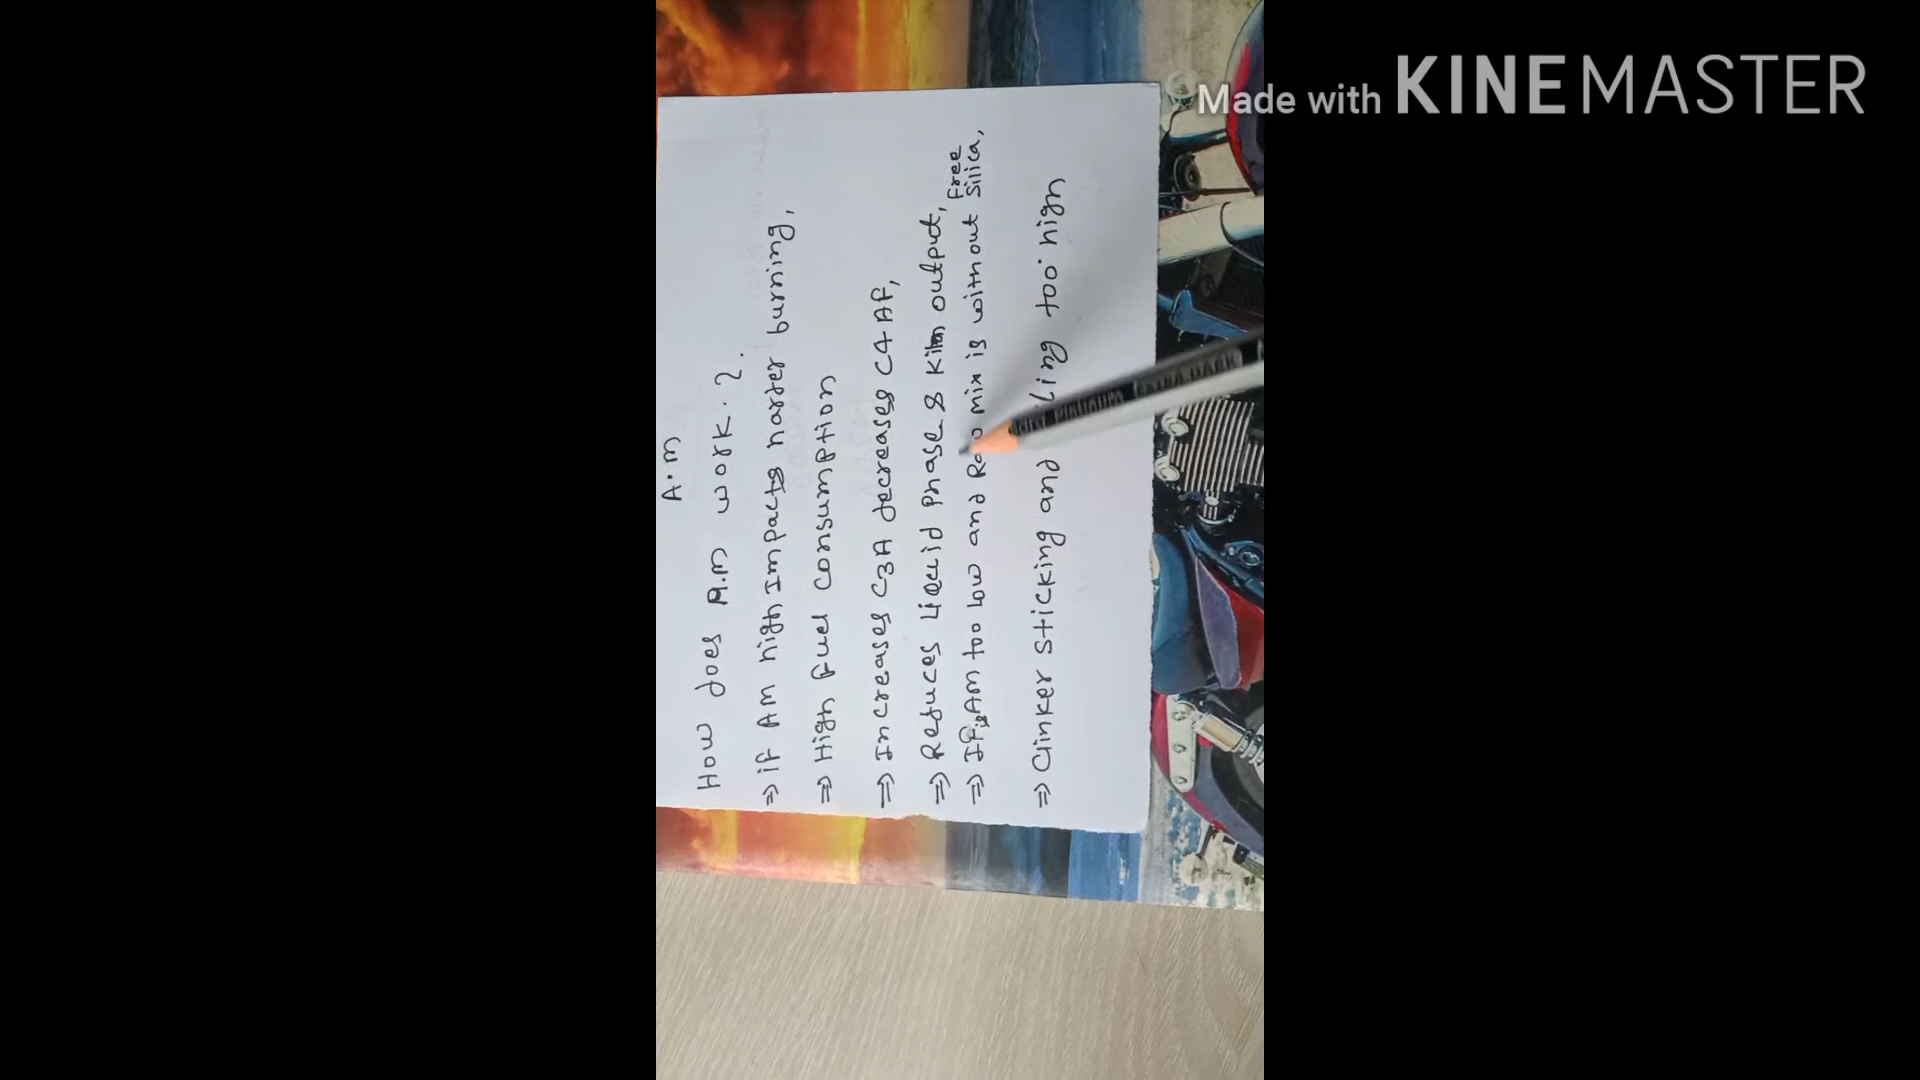 Made with KINEMASTER
A.M
How does A.M work.?
⇒ if AM high Impacts harder burning,
⇒ High Fuel consumption
⇒ Increases C3A decreases C4AF,
⇒ Reduces Liquid Phase & Kiln output,
⇒ If is AM too low and Raw mix is without Free Silica,
⇒ Clinker sticking and ling too high